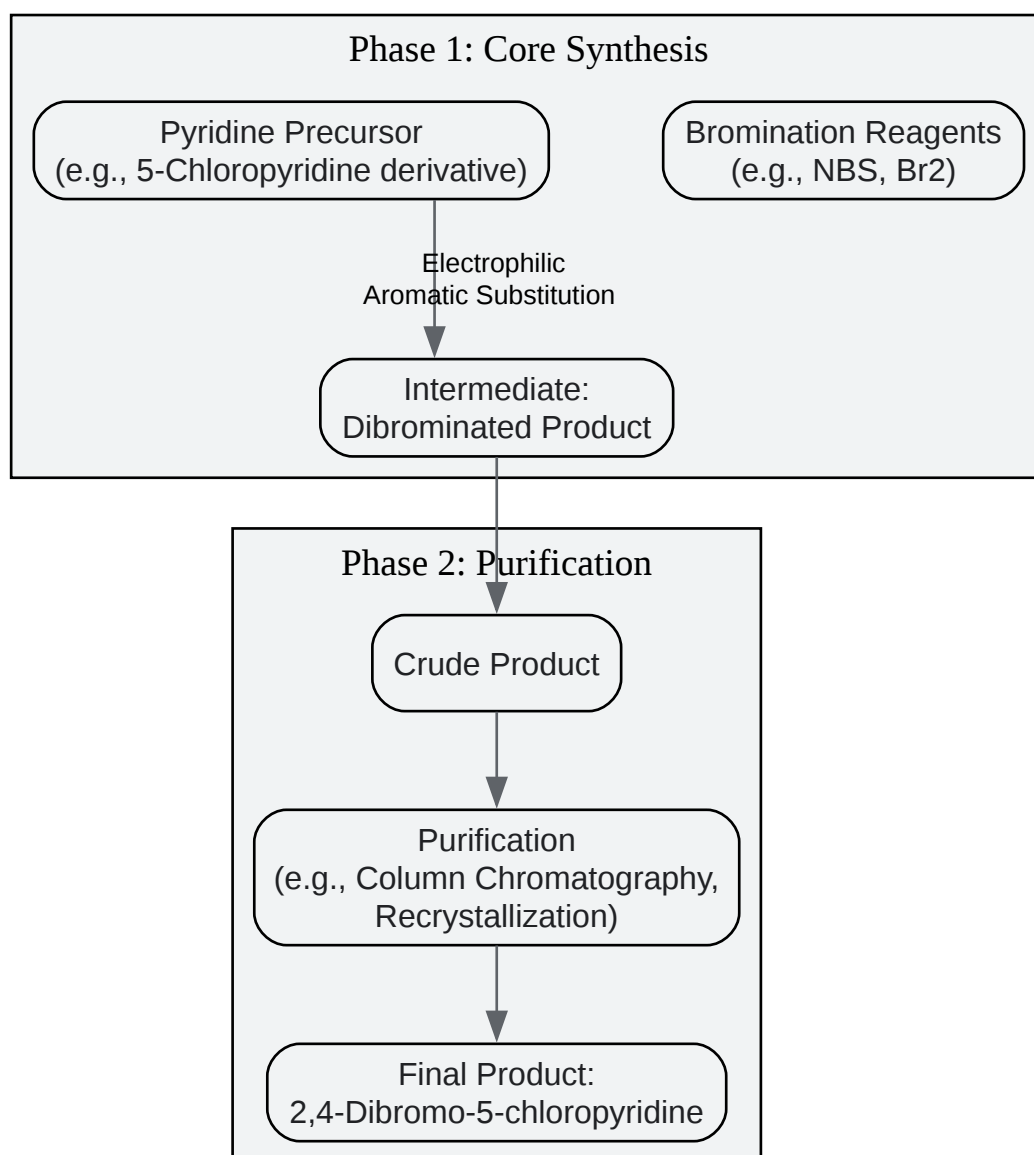 Phase 1: Core Synthesis
Pyridine Precursor
(e.g., 5-Chloropyridine derivative)
Bromination Reagents
(e.g., NBS, Br2)
Electrophilic
Aromatic Substitution
Intermediate:
Dibrominated Product
Phase 2: Purification
Crude Product
Purification
(e.g., Column Chromatography,
Recrystallization)
Final Product:
2,4-Dibromo-5-chloropyridine